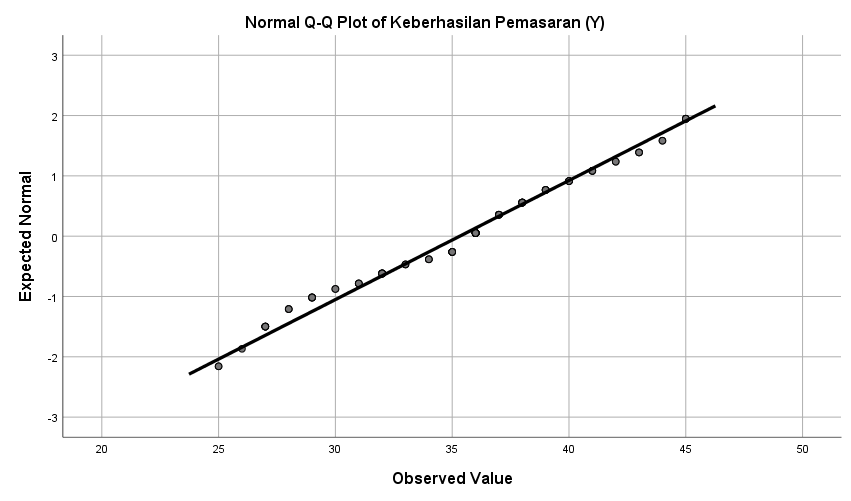 Normal Q-Q Plot of Keberhasilan Pemasaran (Y)
3
2
1
0
-1
-2
-3
Expected Normal
20 25 30 35 40 45 50
Observed Value